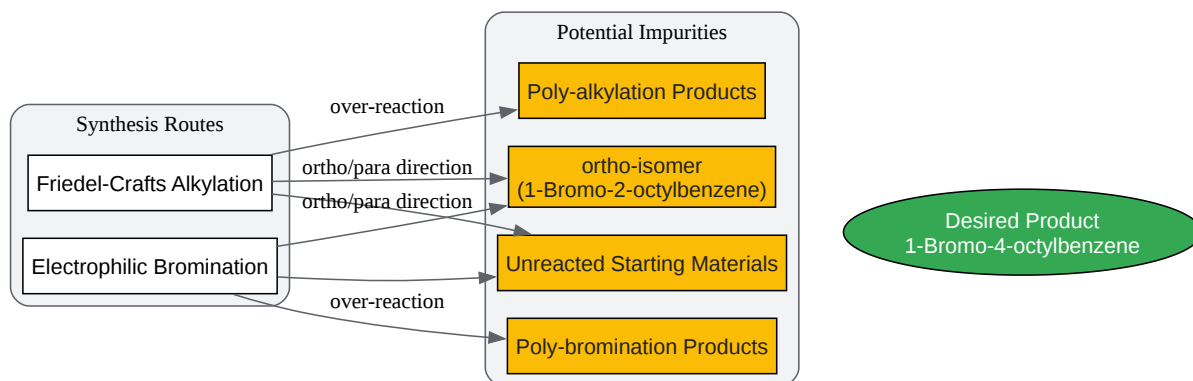 Potential Impurities
Poly-alkylation Products
over-reaction
Synthesis Routes
Friedel-Crafts Alkylation
ortho/para direction
ortho-isomer
(1-Bromo-2-octylbenzene)
ortho/para direction
Desired Product
1-Bromo-4-octylbenzene
Electrophilic Bromination
Unreacted Starting Materials
over-reaction
Poly-bromination Products